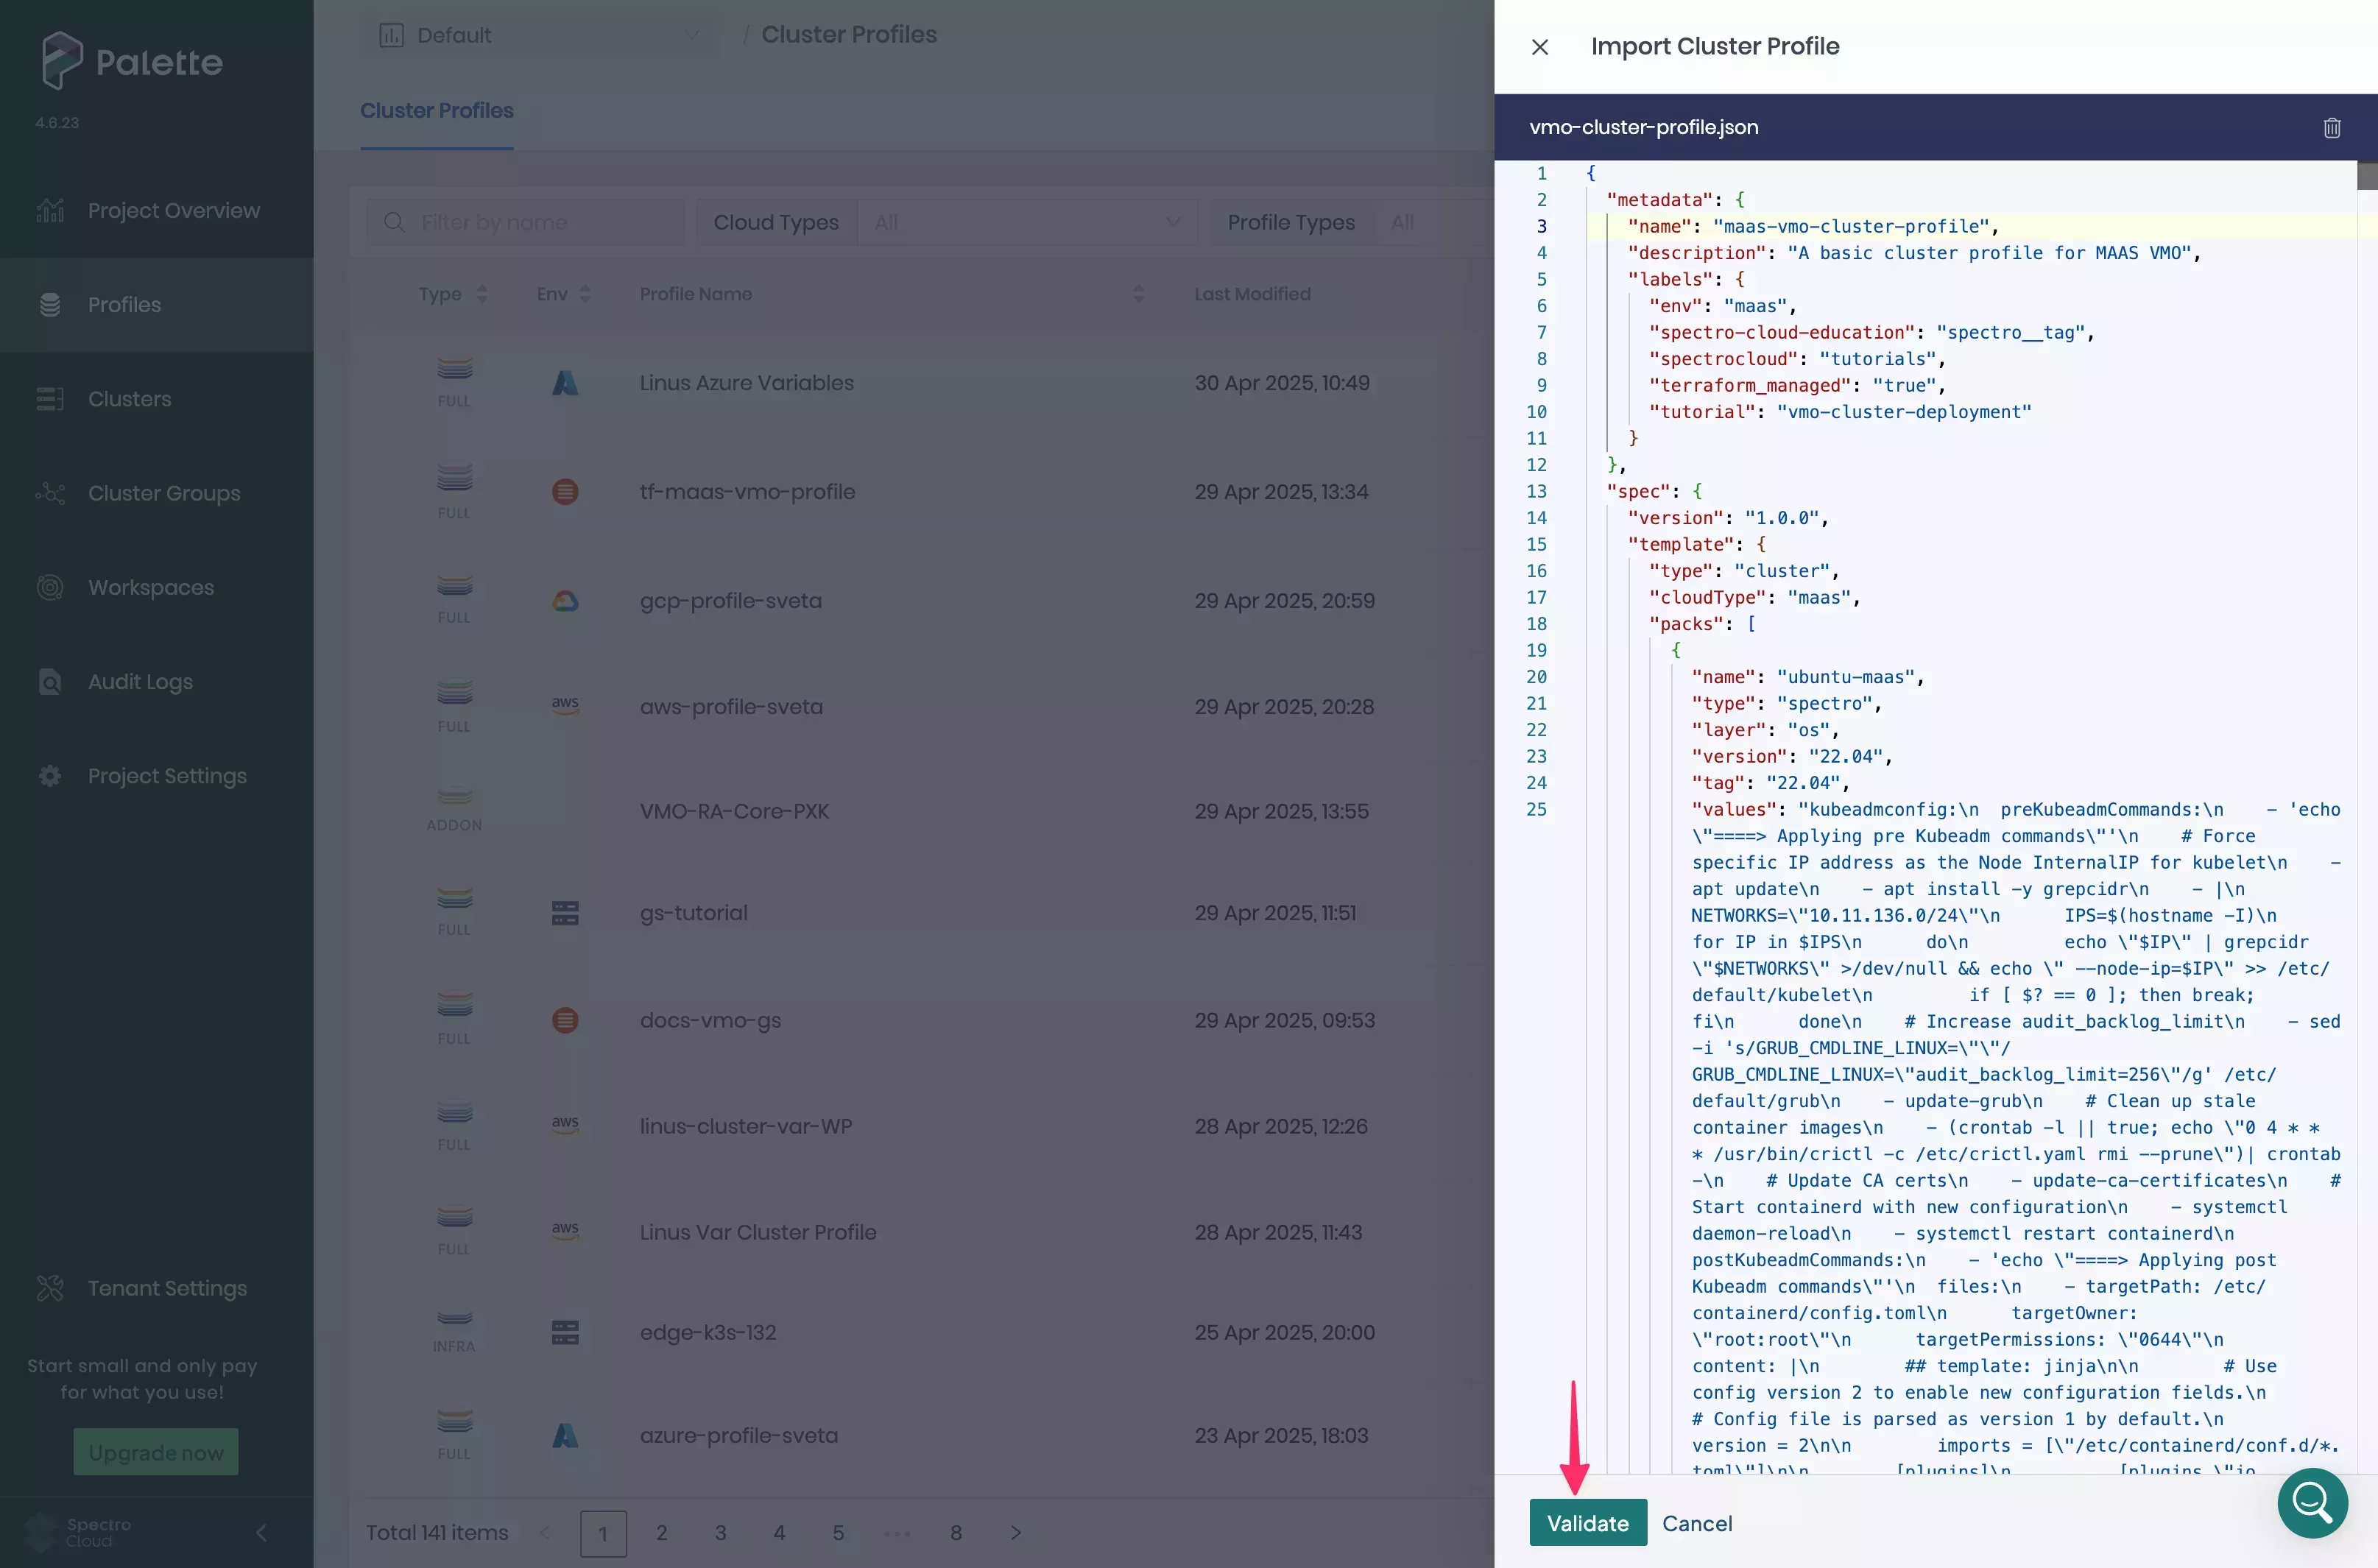 Palette
4.6.23
Project Overview
Profiles
Clusters
Cluster Groups
Workspaces
Audit Logs
Project Settings
Tenant Settings
Start small and only pay
for what you use!
Upgrade now
Spectro
Cloud
Default
/ Cluster Profiles
Cluster Profiles
Filter by name
Cloud Types All
Profile Types All
Type Env Profile Name Last Modified
FULL Linus Azure Variables 30 Apr 2025, 10:49
FULL tf-maas-vmo-profile 29 Apr 2025, 13:34
FULL gcp-profile-sveta 29 Apr 2025, 20:59
FULL aws aws-profile-sveta 29 Apr 2025, 20:28
ADDON VMO-RA-Core-PXK 29 Apr 2025, 13:55
FULL gs-tutorial 29 Apr 2025, 11:51
FULL docs-vmo-gs 29 Apr 2025, 09:53
FULL aws linus-cluster-var-WP 28 Apr 2025, 12:26
FULL aws Linus Var Cluster Profile 28 Apr 2025, 11:43
INFRA edge-k3s-132 25 Apr 2025, 20:00
FULL azure-profile-sveta 23 Apr 2025, 18:03
Total 141 items < 1 2 3 4 5 ••• 8 >
Import Cluster Profile
vmo-cluster-profile.json
1 {
2 "metadata": {
3 "name": "maas-vmo-cluster-profile",
4 "description": "A basic cluster profile for MAAS VMO",
5 "labels": {
6 "env": "maas",
7 "spectro-cloud-education": "spectro__tag",
8 "spectrocloud": "tutorials",
9 "terraform_managed": "true",
10 "tutorial": "vmo-cluster-deployment"
11 }
12 },
13 "spec": {
14 "version": "1.0.0",
15 "template": {
16 "type": "cluster",
17 "cloudType": "maas",
18 "packs": [
19 {
20 "name": "ubuntu-maas",
21 "type": "spectro",
22 "layer": "os",
23 "version": "22.04",
24 "tag": "22.04",
25 "values": "kubeadmconfig:\n  preKubeadmCommands:\n    - 'echo
\"====> Applying pre Kubeadm commands\"'\n    # Force
specific IP address as the Node InternalIP for kubelet\n    -
apt update\n    - apt install -y grepcidr\n    - |\n
NETWORKS=\"10.11.136.0/24\"\n      IPS=$(hostname -I)\n
for IP in $IPS\n      do\n         echo \"$IP\" | grepcidr
\"$NETWORKS\" >/dev/null && echo \" --node-ip=$IP\" >> /etc/
default/kubelet\n         if [ $? == 0 ]; then break;
fi\n      done\n    # Increase audit_backlog_limit\n    - sed
-i 's/GRUB_CMDLINE_LINUX=\"\"/
GRUB_CMDLINE_LINUX=\"audit_backlog_limit=256\"/g' /etc/
default/grub\n    - update-grub\n    # Clean up stale
container images\n    - (crontab -l || true; echo \"0 4 * *
* /usr/bin/crictl -c /etc/crictl.yaml rmi --prune\")| crontab
-\n    # Update CA certs\n    - update-ca-certificates\n    #
Start containerd with new configuration\n    - systemctl
daemon-reload\n    - systemctl restart containerd\n
postKubeadmCommands:\n    - 'echo \"====> Applying post
Kubeadm commands\"'\n  files:\n    - targetPath: /etc/
containerd/config.toml\n      targetOwner:
\"root:root\"\n      targetPermissions: \"0644\"\n
content: |\n        ## template: jinja\n\n        # Use
config version 2 to enable new configuration fields.\n
# Config file is parsed as version 1 by default.\n
version = 2\n\n        imports = [\"/etc/containerd/conf.d/*.
toml\"]\n\n        [plugins]\n          [plugins.\"io
Validate
Cancel